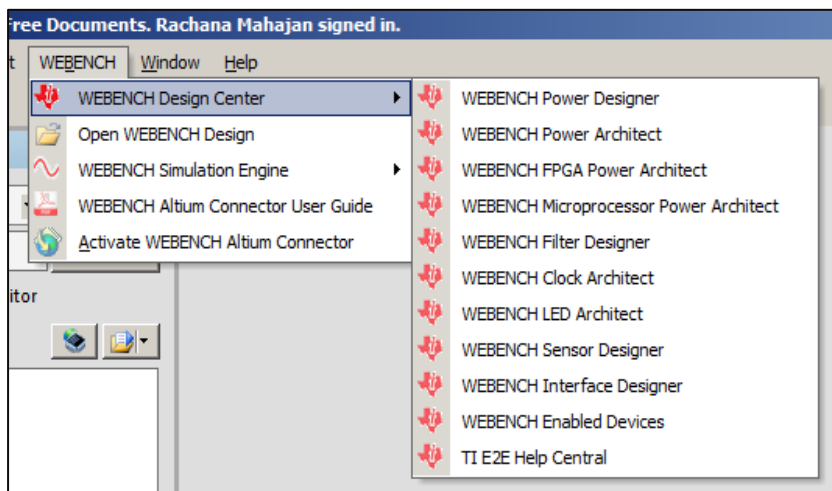 Free Documents. Rachana Mahajan signed in.
t WEBENCH Window Help
WEBENCH Design Center
Open WEBENCH Design
WEBENCH Simulation Engine
WEBENCH Altium Connector User Guide
Activate WEBENCH Altium Connector
itor
WEBENCH Power Designer
WEBENCH Power Architect
WEBENCH FPGA Power Architect
WEBENCH Microprocessor Power Architect
WEBENCH Filter Designer
WEBENCH Clock Architect
WEBENCH LED Architect
WEBENCH Sensor Designer
WEBENCH Interface Designer
WEBENCH Enabled Devices
TI E2E Help Central